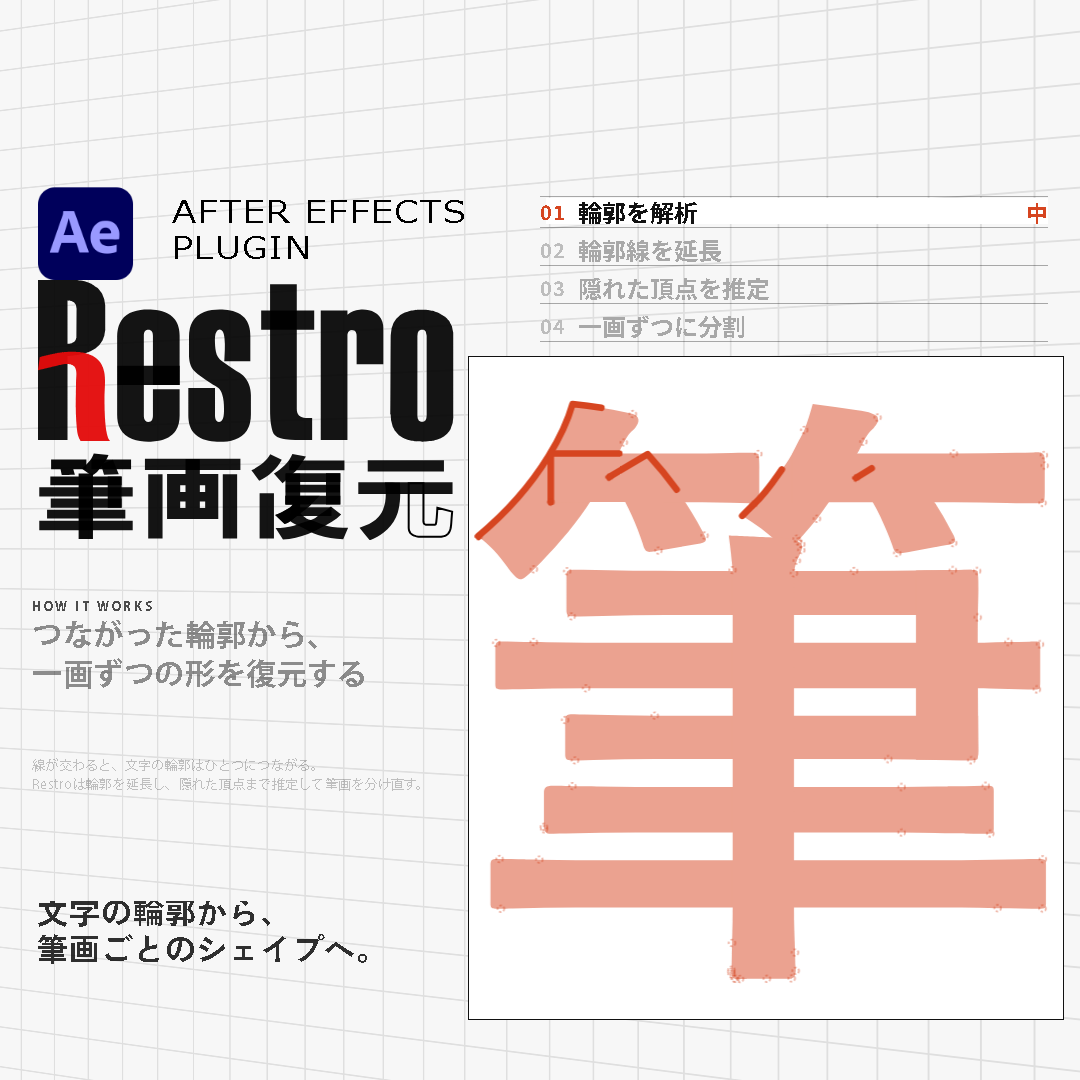 Ae
AFTER EFFECTS
PLUGIN
Restro
筆画復元
01 輪郭を解析 中
02 輪郭線を延長
03 隠れた頂点を推定
04 一画ずつに分割
筆
HOW IT WORKS
つながった輪郭から、
一画ずつの形を復元する
線が交わると、文字の輪郭はひとつにつながる。
Restroは輪郭を延長し、隠れた頂点まで推定して筆画を分け直す。
文字の輪郭から、
筆画ごとのシェイプへ。